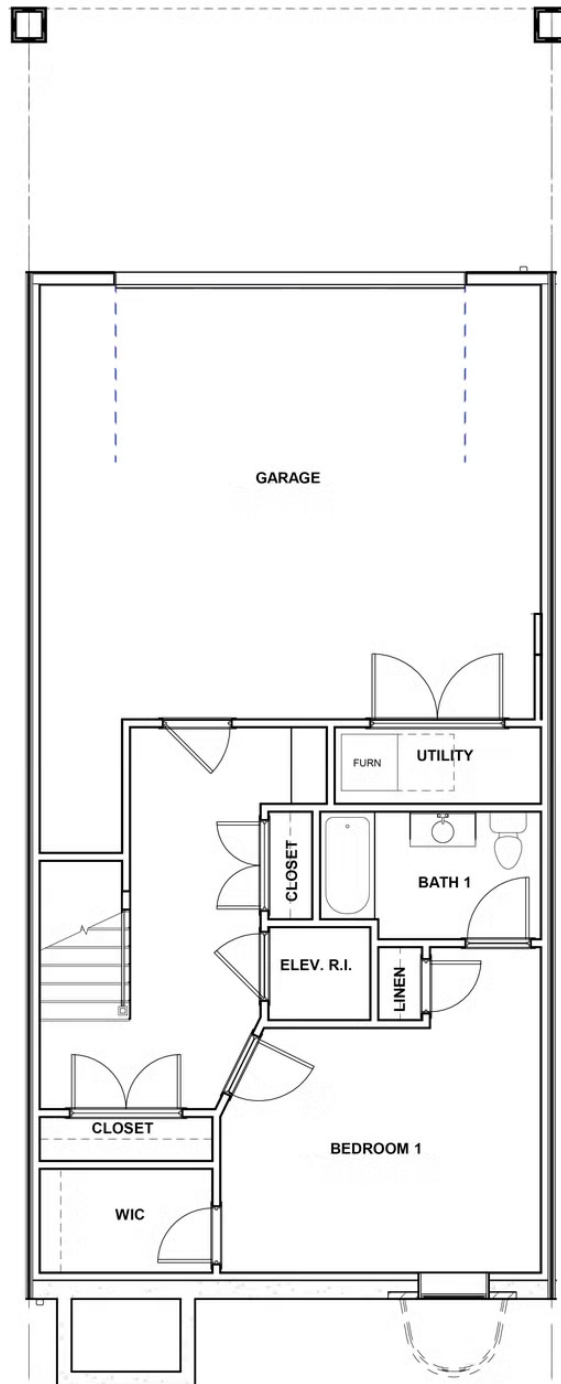 GARAGE
FURN
UTILITY
CLOSET
BATH 1
ELEV. R.I.
LINEN
CLOSET
BEDROOM 1
WIC